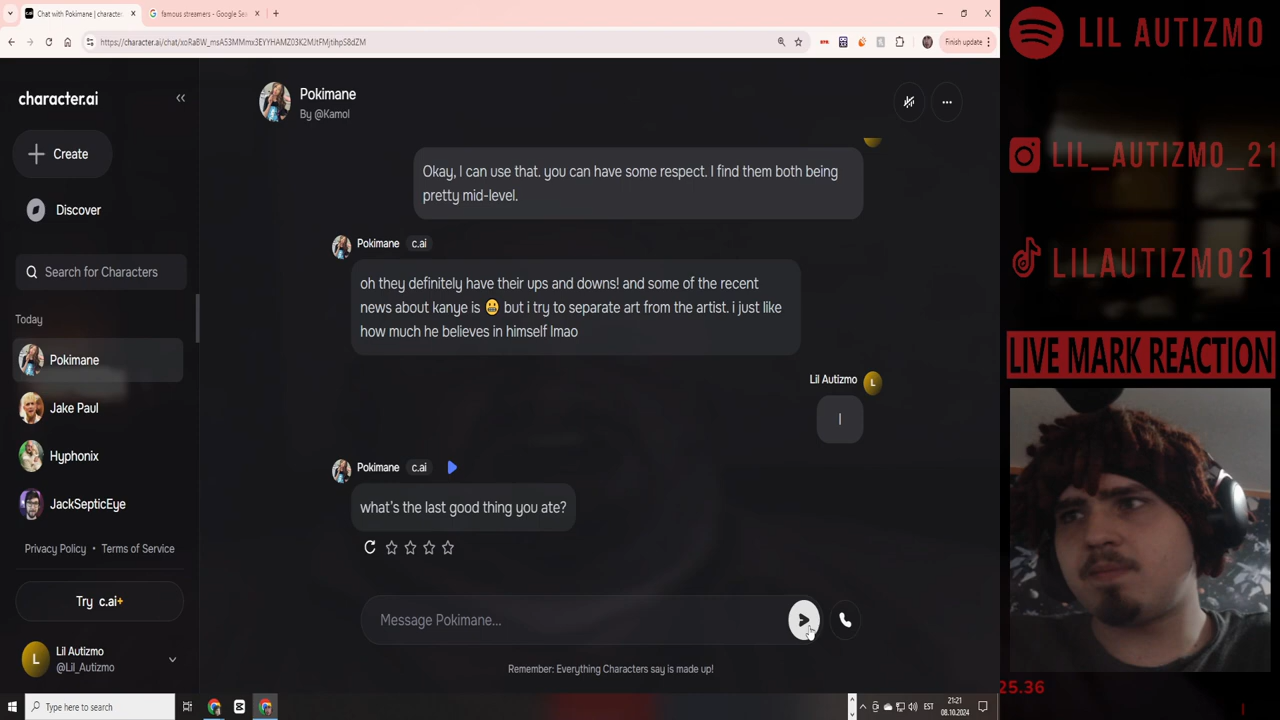 Chat with Pokimane | characte
famous streamers - Google Se
https://character.ai/chat/xoRaBW_msA53MMmx3EYYHAMZ03K2MJtFMjtihpS8dZM
Finish update
character.ai
Create
Discover
Search for Characters
Today
Pokimane
Jake Paul
Hyphonix
JackSepticEye
Privacy Policy • Terms of Service
Try c.ai+
L
Lil Autizmo
@Lil_Autizmo
Pokimane
By @Kamol
Okay, I can use that. you can have some respect. I find them both being
pretty mid-level.
Pokimane c.ai
oh they definitely have their ups and downs! and some of the recent
news about kanye is 😬 but i try to separate art from the artist. i just like
how much he believes in himself lmao
Lil Autizmo L
I
Pokimane c.ai
what's the last good thing you ate?
Message Pokimane...
Remember: Everything Characters say is made up!
LIL AUTIZMO
LIL_AUTIZMO_21
LILAUTIZMO21
LIVE MARK REACTION
25.36
Type here to search
EST
21:21
08.10.2024